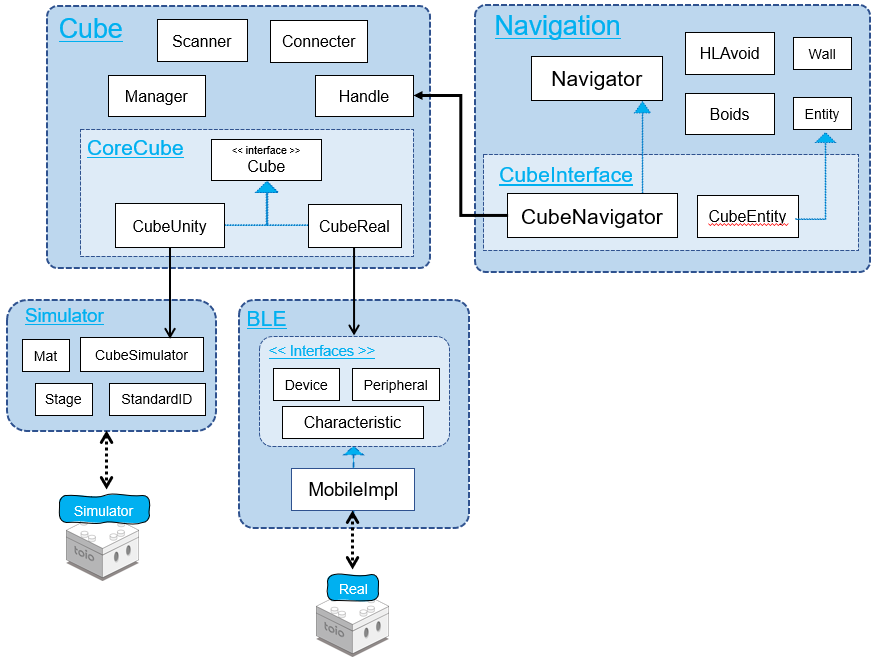 Cube
Scanner
Connecter
Manager
Handle
CoreCube
<< interface >>
Cube
CubeUnity
CubeReal
Navigation
Navigator
HLAvoid
Wall
Boids
Entity
CubeInterface
CubeNavigator
CubeEntity
Simulator
Mat
CubeSimulator
Stage
StandardID
BLE
<< Interfaces >>
Device
Peripheral
Characteristic
MobileImpl
Simulator
toio
Real
toio